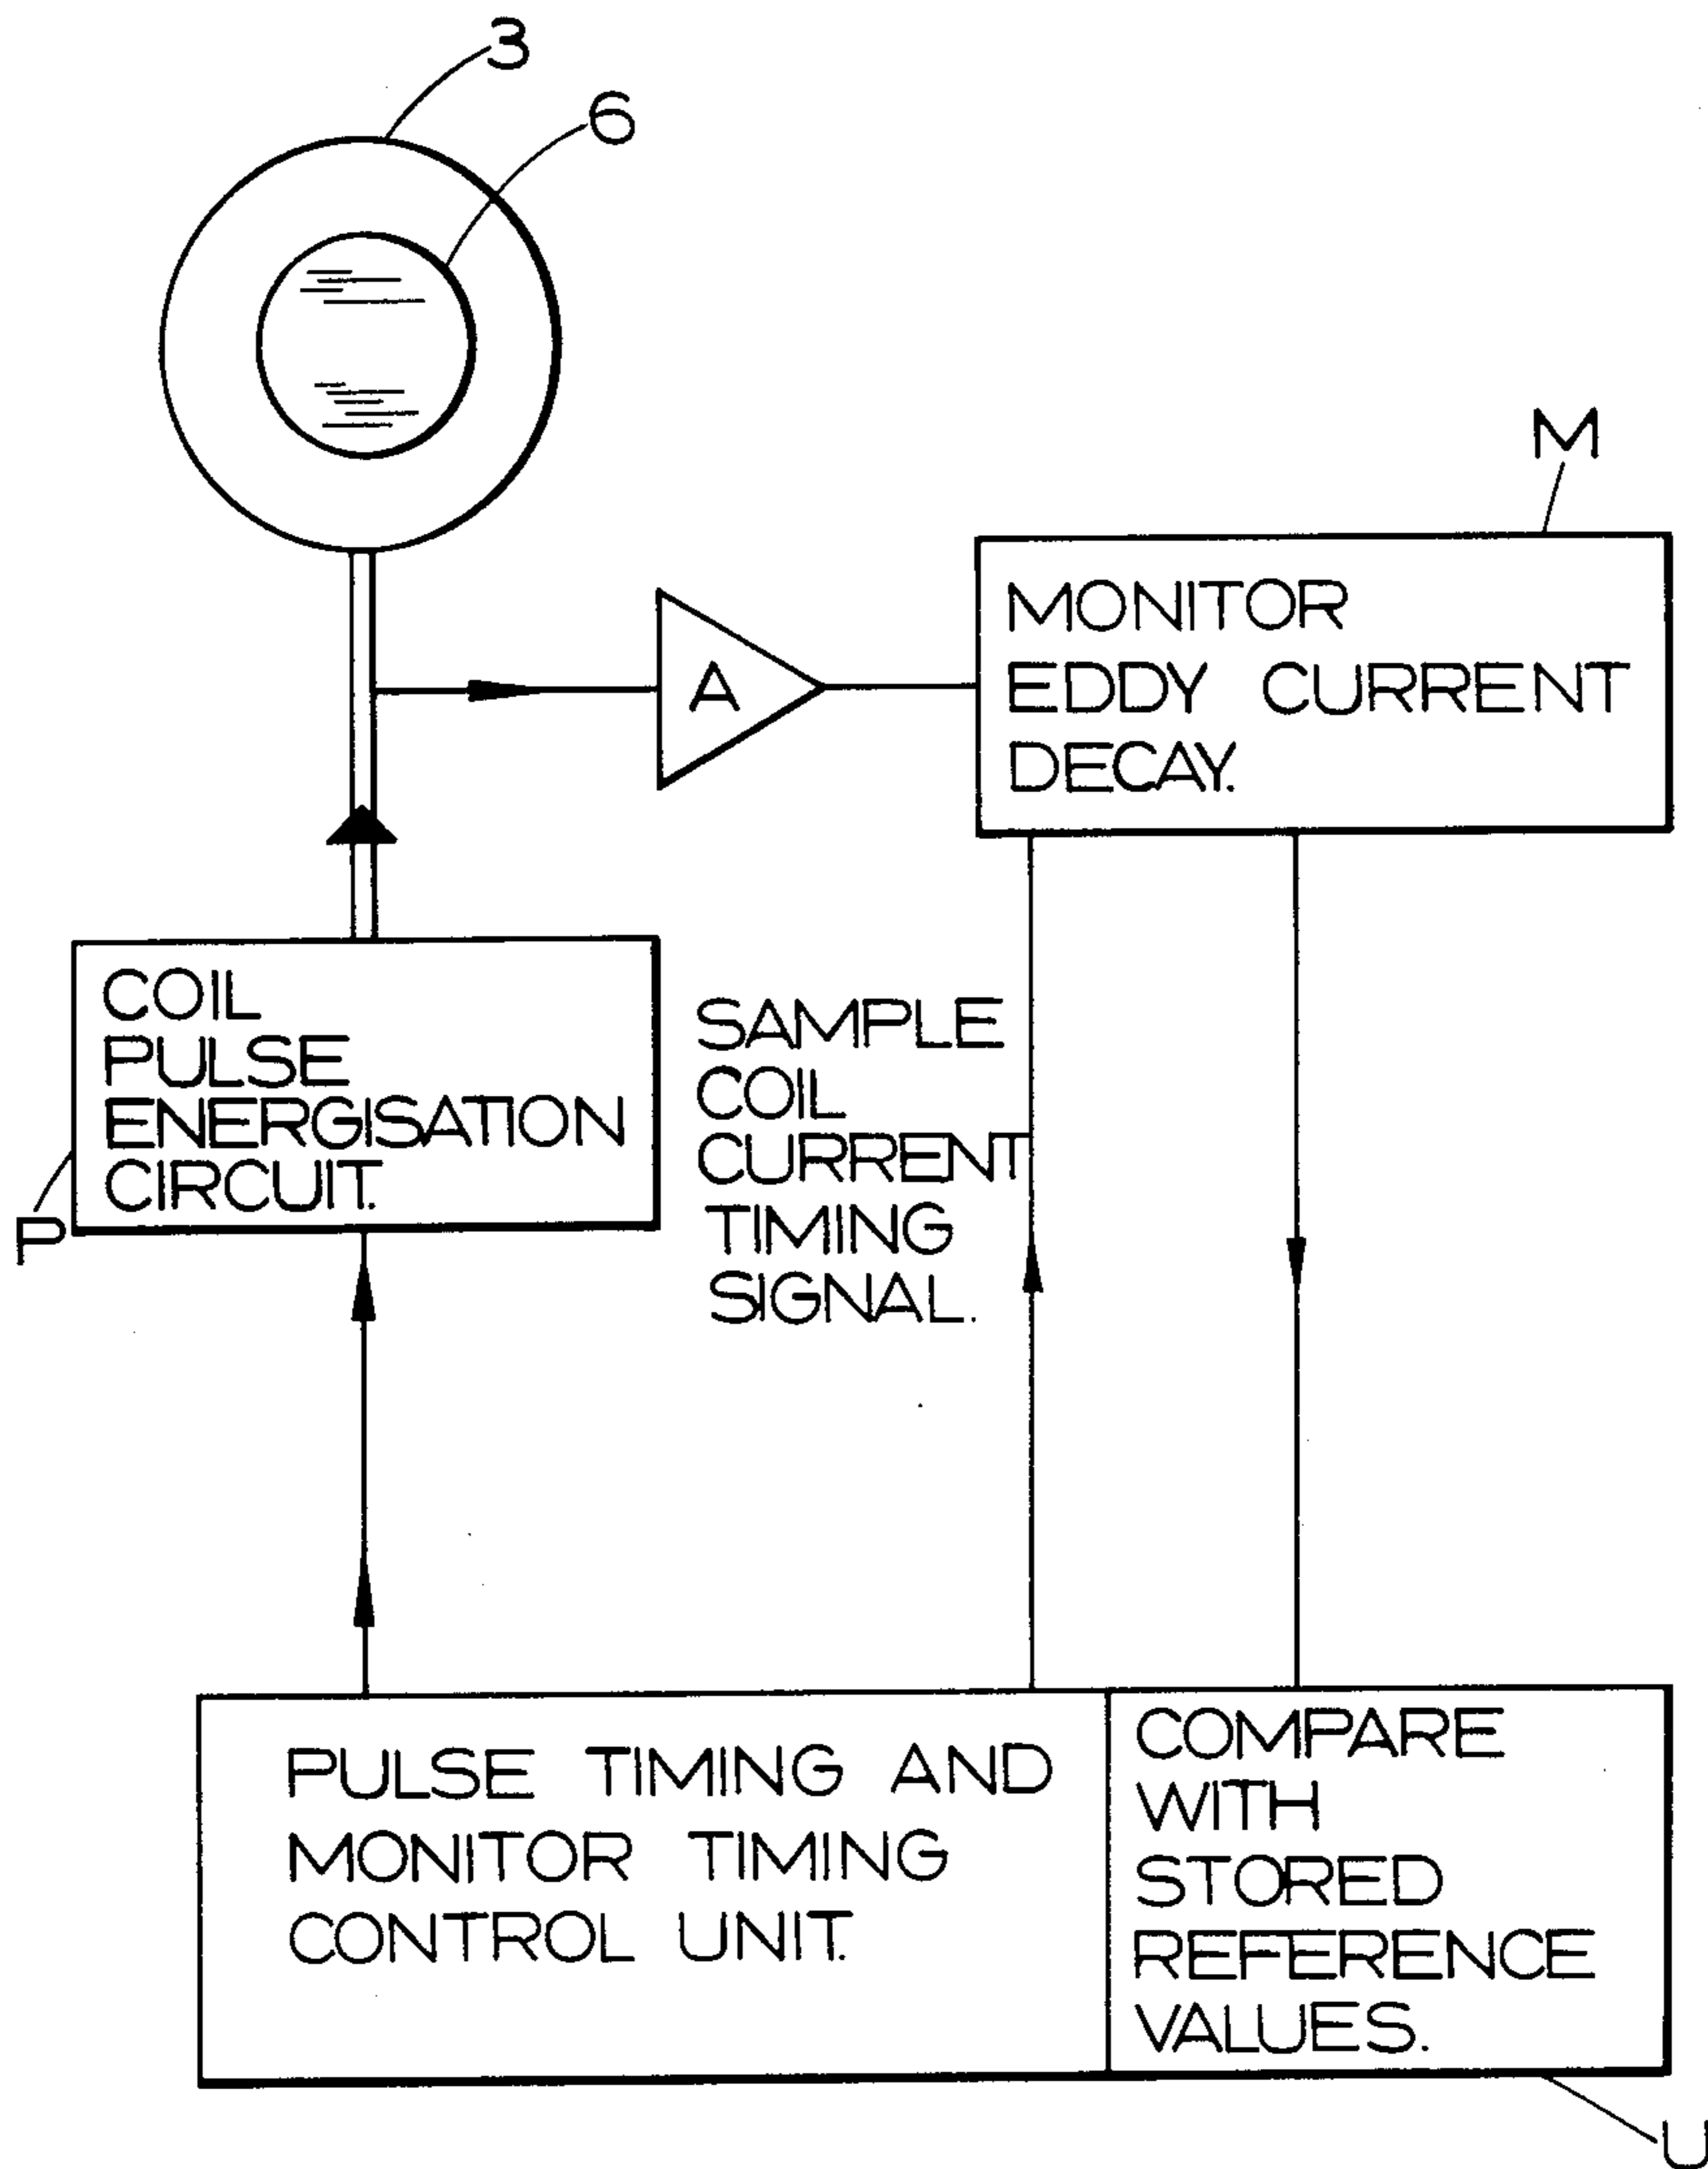 3
6
M
A
MONITOR
EDDY CURRENT
DECAY.
COIL
PULSE
ENERGISATION
CIRCUIT.
P
SAMPLE
COIL
CURRENT
TIMING
SIGNAL.
PULSE TIMING AND
MONITOR TIMING
CONTROL UNIT.
COMPARE
WITH
STORED
REFERENCE
VALUES.
U